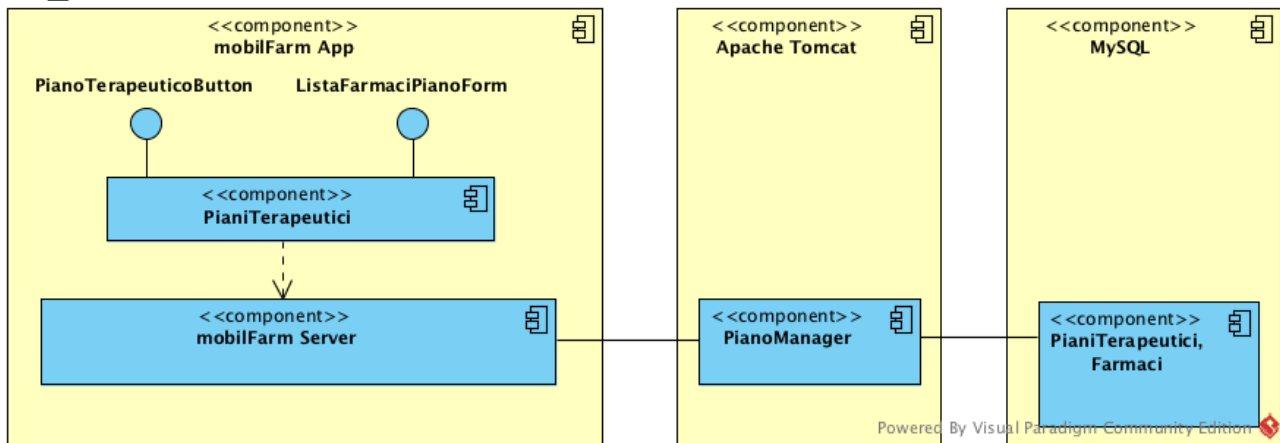 <<component>>
mobilFarm App
PianoTerapeuticoButton
ListaFarmaciPianoForm
<<component>>
PianiTerapeutici
<<component>>
mobilFarm Server
<<component>>
Apache Tomcat
<<component>>
PianoManager
<<component>>
MySQL
<<component>>
PianiTerapeutici,
Farmaci
Powered By Visual Paradigm Community Edition